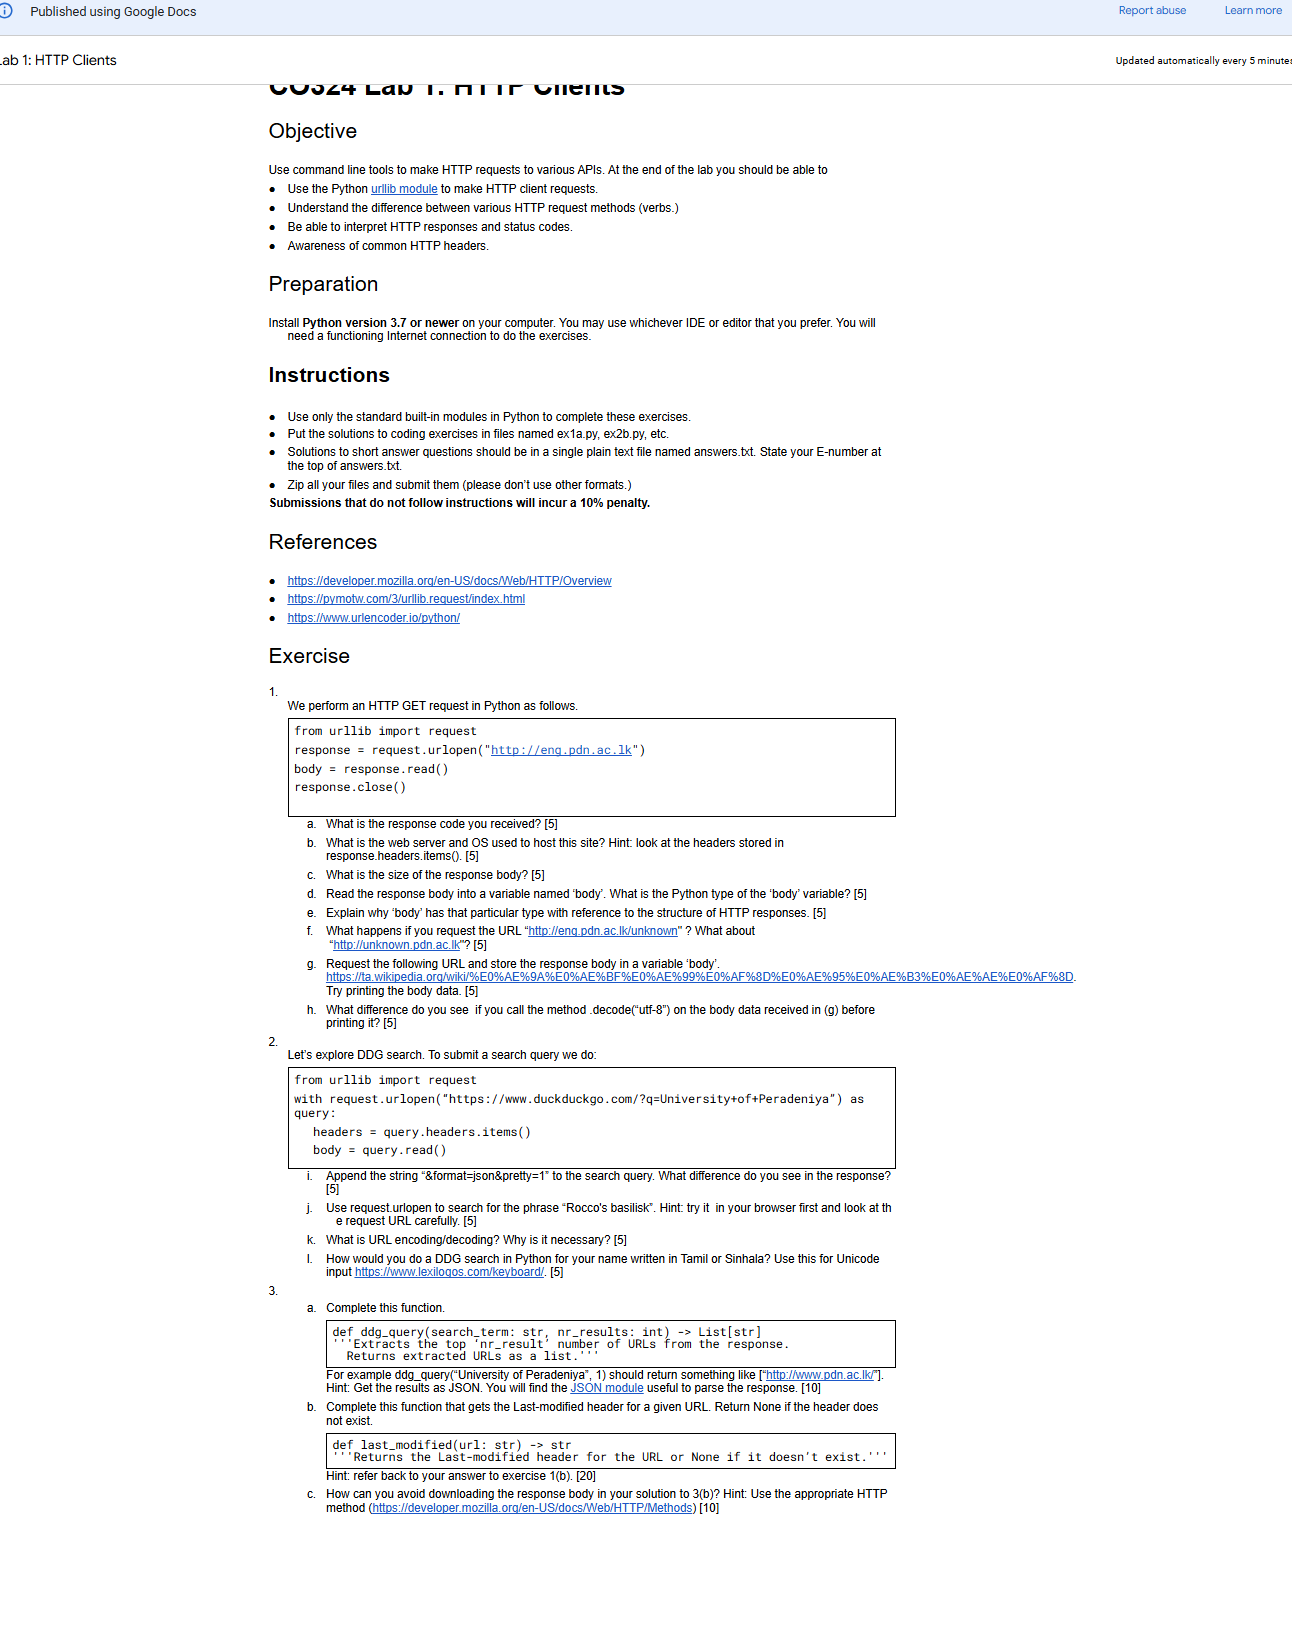 Published using Google Docs
Report abuse
Learn more
Lab 1: HTTP Clients
Updated automatically every 5 minutes
CO324 Lab 1: HTTP Clients
Objective
Use command line tools to make HTTP requests to various APIs. At the end of the lab you should be able to
● Use the Python urllib module to make HTTP client requests.
● Understand the difference between various HTTP request methods (verbs.)
● Be able to interpret HTTP responses and status codes.
● Awareness of common HTTP headers.
Preparation
Install Python version 3.7 or newer on your computer. You may use whichever IDE or editor that you prefer. You will
need a functioning Internet connection to do the exercises.
Instructions
● Use only the standard built-in modules in Python to complete these exercises.
● Put the solutions to coding exercises in files named ex1a.py, ex2b.py, etc.
● Solutions to short answer questions should be in a single plain text file named answers.txt. State your E-number at
the top of answers.txt.
● Zip all your files and submit them (please don't use other formats.)
Submissions that do not follow instructions will incur a 10% penalty.
References
● https://developer.mozilla.org/en-US/docs/Web/HTTP/Overview
● https://pymotw.com/3/urllib.request/index.html
● https://www.urlencoder.io/python/
Exercise
1.
We perform an HTTP GET request in Python as follows.
from urllib import request
response = request.urlopen("http://eng.pdn.ac.lk")
body = response.read()
response.close()
a. What is the response code you received? [5]
b. What is the web server and OS used to host this site? Hint: look at the headers stored in
response.headers.items(). [5]
c. What is the size of the response body? [5]
d. Read the response body into a variable named ‘body’. What is the Python type of the ‘body’ variable? [5]
e. Explain why ‘body’ has that particular type with reference to the structure of HTTP responses. [5]
f. What happens if you request the URL “http://eng.pdn.ac.lk/unknown" ? What about
“http://unknown.pdn.ac.lk"? [5]
g. Request the following URL and store the response body in a variable ‘body’.
https://ta.wikipedia.org/wiki/%E0%AE%9A%E0%AE%BF%E0%AE%99%E0%AF%8D%E0%AE%95%E0%AE%B3%E0%AE%AE%E0%AF%8D.
Try printing the body data. [5]
h. What difference do you see  if you call the method .decode(“utf-8”) on the body data received in (g) before
printing it? [5]
2.
Let’s explore DDG search. To submit a search query we do:
from urllib import request
with request.urlopen(“https://www.duckduckgo.com/?q=University+of+Peradeniya”) as
query:
headers = query.headers.items()
body = query.read()
i. Append the string “&format=json&pretty=1” to the search query. What difference do you see in the response?
[5]
j. Use request.urlopen to search for the phrase “Rocco's basilisk”. Hint: try it  in your browser first and look at th
e request URL carefully. [5]
k. What is URL encoding/decoding? Why is it necessary? [5]
l. How would you do a DDG search in Python for your name written in Tamil or Sinhala? Use this for Unicode
input https://www.lexilogos.com/keyboard/. [5]
3.
a. Complete this function.
def ddg_query(search_term: str, nr_results: int) -> List[str]
'''Extracts the top ‘nr_result’ number of URLs from the response.
Returns extracted URLs as a list.'''
For example ddg_query(“University of Peradeniya”, 1) should return something like [“http://www.pdn.ac.lk/”].
Hint: Get the results as JSON. You will find the JSON module useful to parse the response. [10]
b. Complete this function that gets the Last-modified header for a given URL. Return None if the header does
not exist.
def last_modified(url: str) -> str
'''Returns the Last-modified header for the URL or None if it doesn’t exist.'''
Hint: refer back to your answer to exercise 1(b). [20]
c. How can you avoid downloading the response body in your solution to 3(b)? Hint: Use the appropriate HTTP
method (https://developer.mozilla.org/en-US/docs/Web/HTTP/Methods) [10]